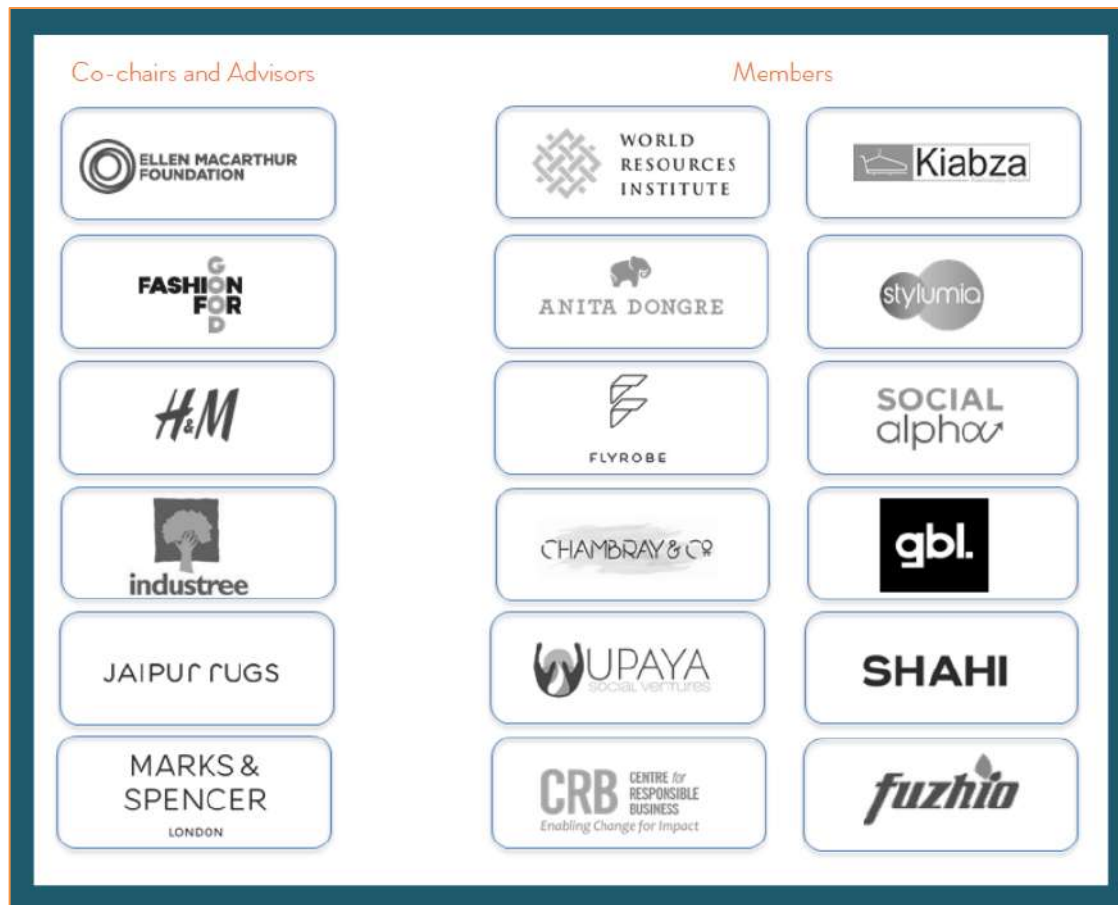 Co-chairs and Advisors
ELLEN MACARTHUR
FOUNDATION
GOOD
FASHION
FOR
H&M
industree
JAIPUR RUGS
MARKS &
SPENCER
LONDON
Members
WORLD
RESOURCES
INSTITUTE
Kiabza
ANITA DONGRE
stylumia
FLYROBE
SOCIAL
alpha
CHAMBRAY & CO
gbl.
UPAYA
social ventures
SHAHI
CRB
CENTRE for
RESPONSIBLE
BUSINESS
Enabling Change for Impact
fuzhio